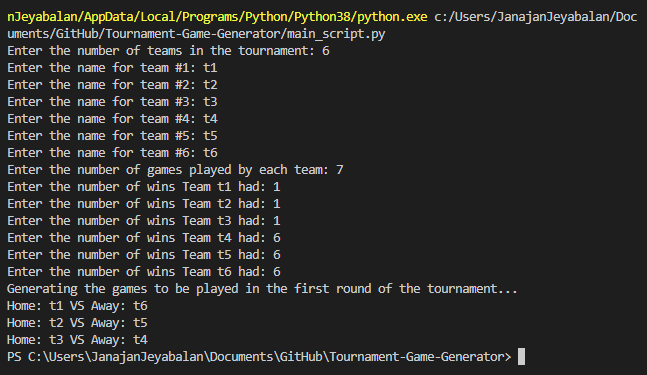 nJeyabalan/AppData/Local/Programs/Python/Python38/python.exe c:/Users/JanajanJeyabalan/Doc
uments/GitHub/Tournament-Game-Generator/main_script.py
Enter the number of teams in the tournament: 6
Enter the name for team #1: t1
Enter the name for team #2: t2
Enter the name for team #3: t3
Enter the name for team #4: t4
Enter the name for team #5: t5
Enter the name for team #6: t6
Enter the number of games played by each team: 7
Enter the number of wins Team t1 had: 1
Enter the number of wins Team t2 had: 1
Enter the number of wins Team t3 had: 1
Enter the number of wins Team t4 had: 6
Enter the number of wins Team t5 had: 6
Enter the number of wins Team t6 had: 6
Generating the games to be played in the first round of the tournament...
Home: t1 VS Away: t6
Home: t2 VS Away: t5
Home: t3 VS Away: t4
PS C:\Users\JanajanJeyabalan\Documents\GitHub\Tournament-Game-Generator>